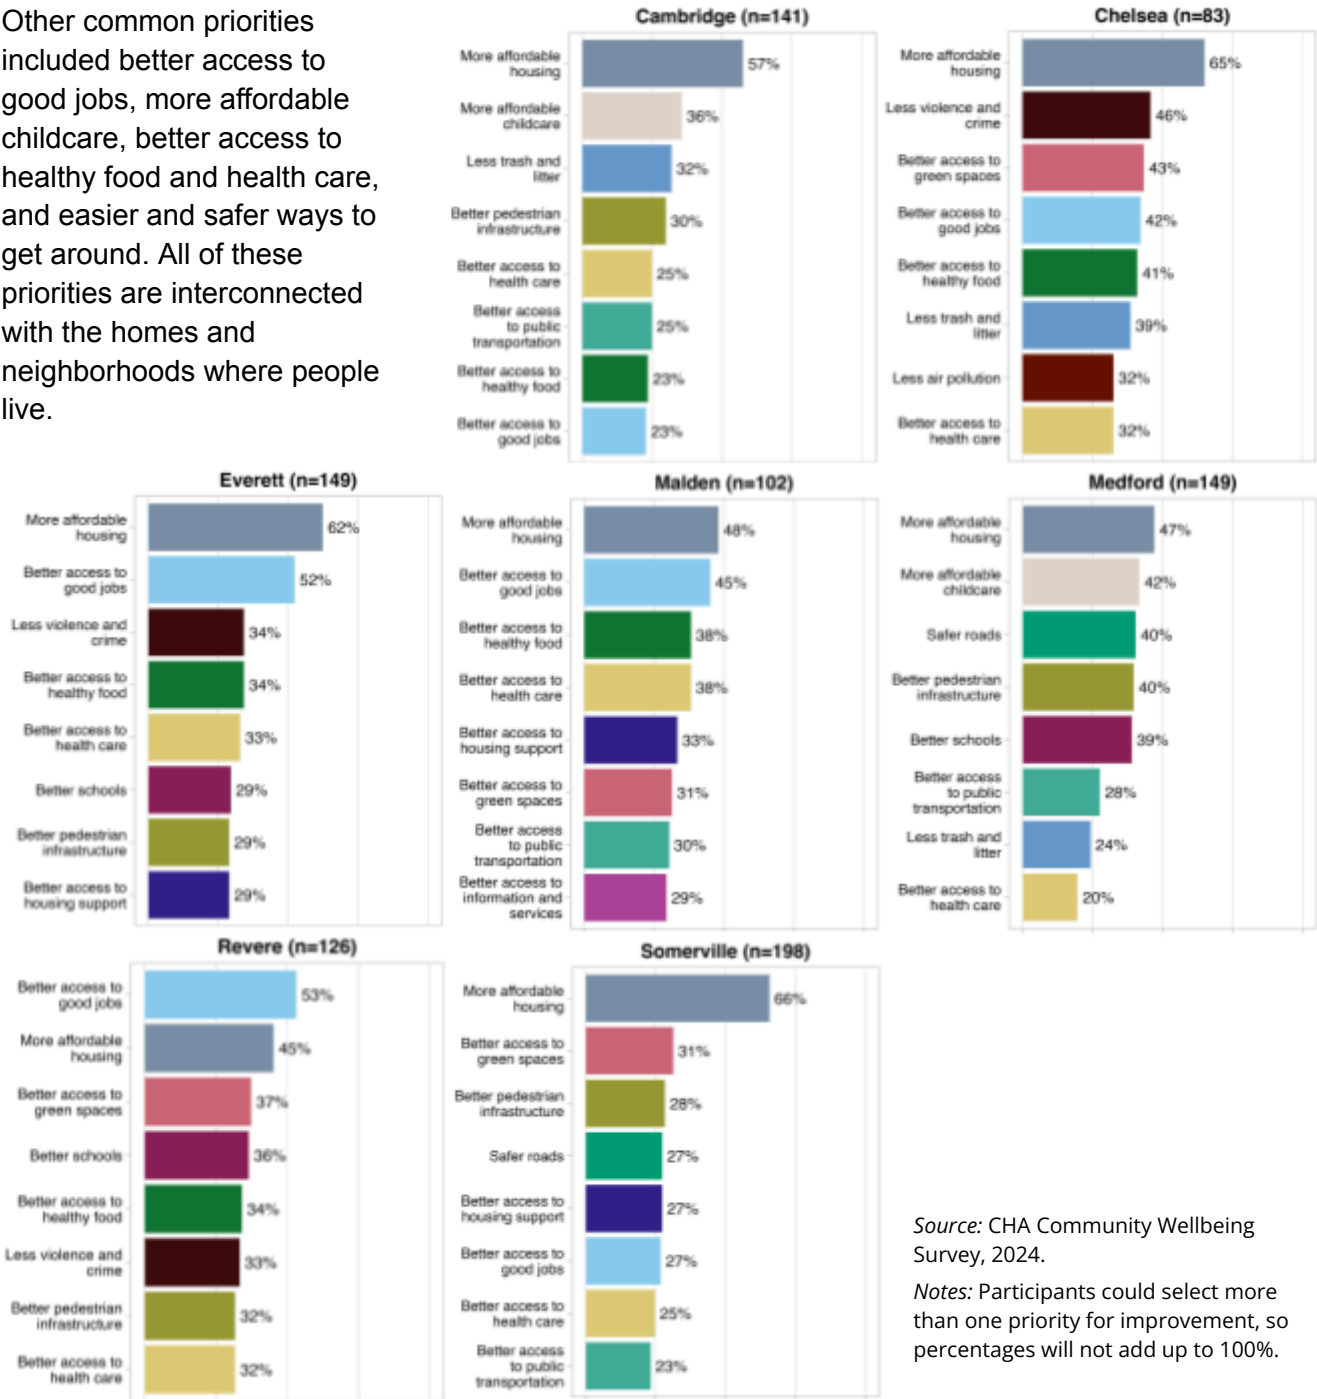 Other common priorities
included better access to
good jobs, more affordable
childcare, better access to
healthy food and health care,
and easier and safer ways to
get around. All of these
priorities are interconnected
with the homes and
neighborhoods where people
live.
Cambridge (n=141)
More affordable
housing
57%
More affordable
childcare
36%
Less trash and
litter
32%
Better pedestrian
infrastructure
30%
Better access to
health care
25%
Better access
to public
transportation
25%
Better access to
healthy food
23%
Better access to
good jobs
23%
Chelsea (n=83)
More affordable
housing
65%
Less violence and
crime
46%
Better access to
green spaces
43%
Better access to
good jobs
42%
Better access to
healthy food
41%
Less trash and
litter
39%
Less air pollution
32%
Better access to
health care
32%
Everett (n=149)
More affordable
housing
62%
Better access to
good jobs
52%
Less violence and
crime
34%
Better access to
healthy food
34%
Better access to
health care
33%
Better schools
29%
Better pedestrian
infrastructure
29%
Better access to
housing support
29%
Malden (n=102)
More affordable
housing
48%
Better access to
good jobs
45%
Better access to
healthy food
38%
Better access to
health care
38%
Better access to
housing support
33%
Better access to
green spaces
31%
Better access
to public
transportation
30%
Better access to
information and
services
29%
Medford (n=149)
More affordable
housing
47%
More affordable
childcare
42%
Safer roads
40%
Better pedestrian
infrastructure
40%
Better schools
39%
Better access
to public
transportation
28%
Less trash and
litter
24%
Better access to
health care
20%
Revere (n=126)
Better access to
good jobs
53%
More affordable
housing
45%
Better access to
green spaces
37%
Better schools
36%
Better access to
healthy food
34%
Less violence and
crime
33%
Better pedestrian
infrastructure
32%
Better access to
health care
32%
Somerville (n=198)
More affordable
housing
66%
Better access to
green spaces
31%
Better pedestrian
infrastructure
28%
Safer roads
27%
Better access to
housing support
27%
Better access to
good jobs
27%
Better access to
health care
25%
Better access
to public
transportation
23%
Source: CHA Community Wellbeing
Survey, 2024.
Notes: Participants could select more
than one priority for improvement, so
percentages will not add up to 100%.